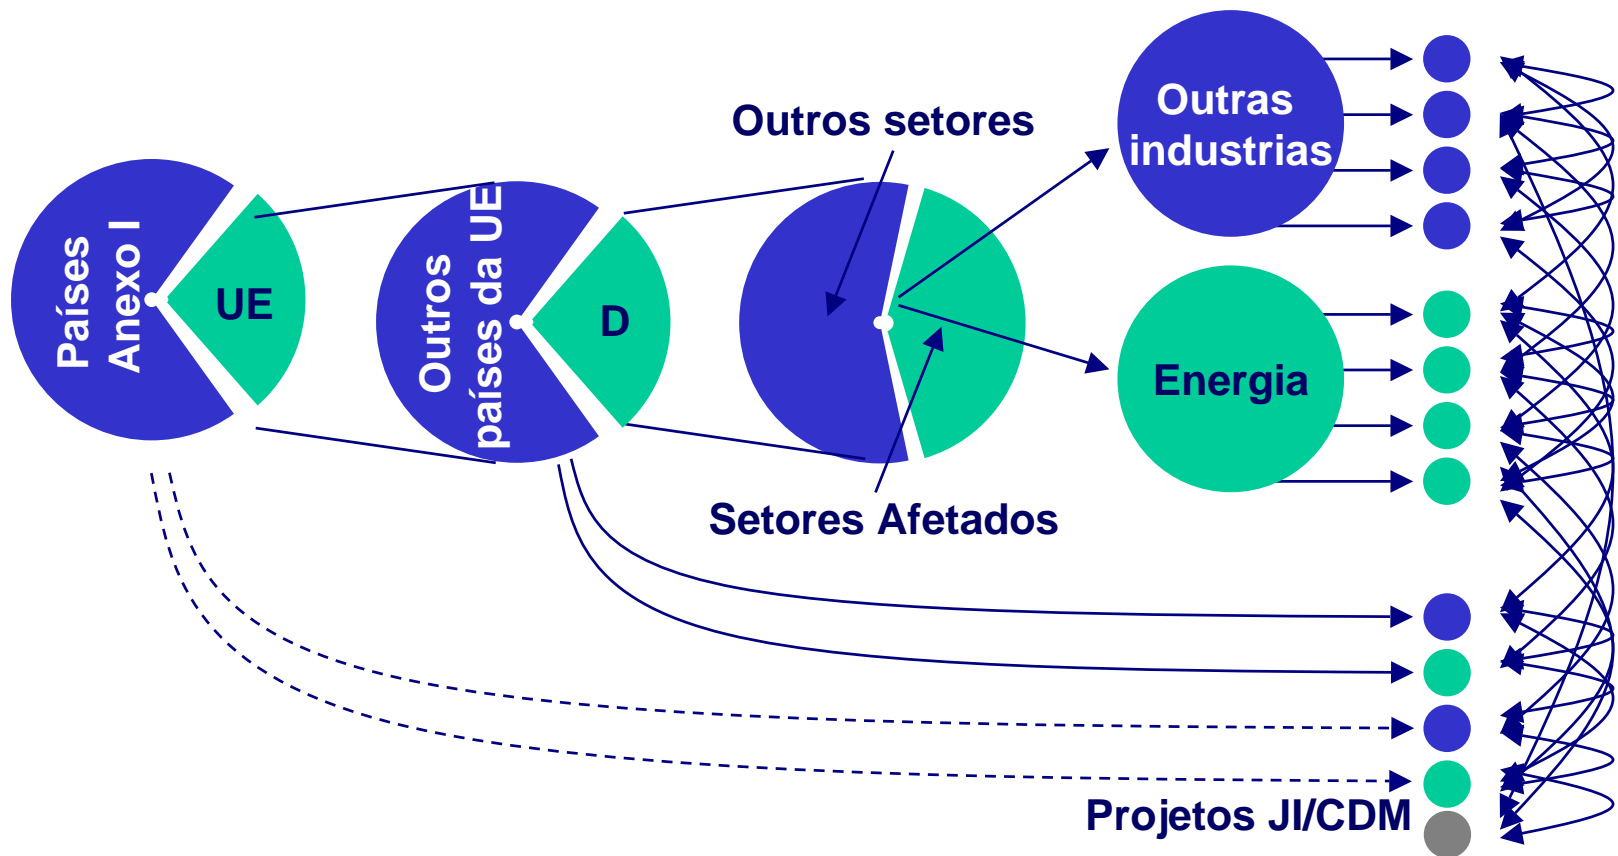 Países
Anexo I
UE
Outros
países da UE
D
Outros setores
Setores Afetados
Outras
industrias
Energia
Projetos JI/CDM